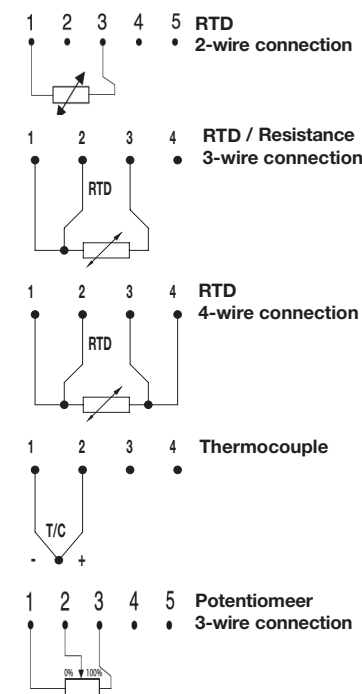 1 2 3 4 5 RTD
2-wire connection
1 2 3 4 RTD / Resistance
3-wire connection
RTD
1 2 3 4 RTD
4-wire connection
RTD
1 2 3 4 Thermocouple
T/C
- +
1 2 3 4 5 Potentiomeer
3-wire connection
0% 100%